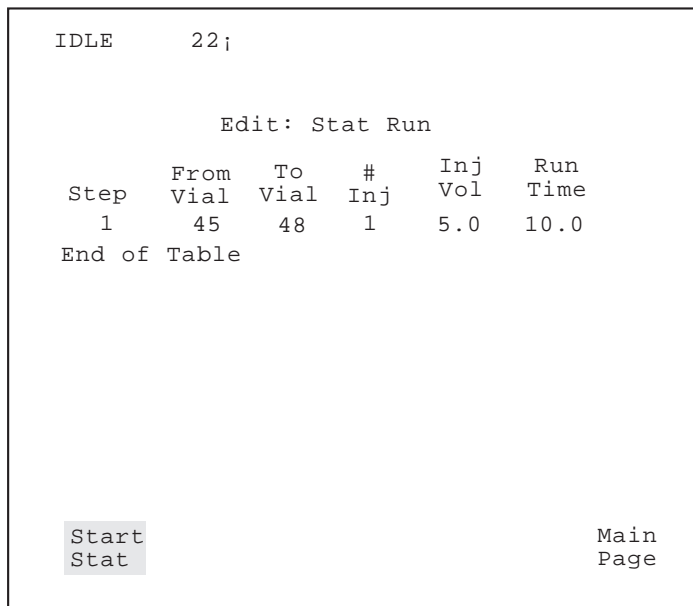 IDLE 22¡
Edit: Stat Run
Step From Vial To Vial # Inj Inj Vol Run Time
1 45 48 1 5.0 10.0
End of Table
Start Stat
Main Page